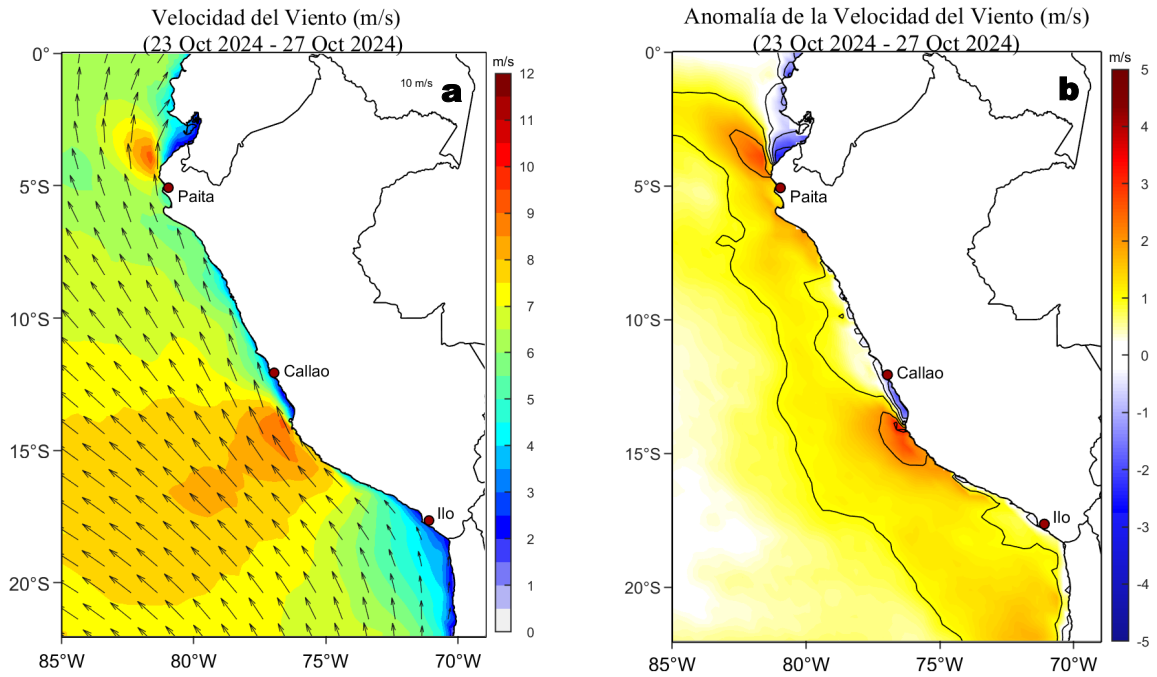 Velocidad del Viento (m/s)
(23 Oct 2024 - 27 Oct 2024)
m/s
10 m/s
a
12
11
10
9
8
7
6
5
4
3
2
1
0
0°
5°S
10°S
15°S
20°S
85°W
80°W
75°W
70°W
Paita
Callao
Ilo
Anomalía de la Velocidad del Viento (m/s)
(23 Oct 2024 - 27 Oct 2024)
m/s
b
5
4
3
2
1
0
-1
-2
-3
-4
-5
0°
5°S
10°S
15°S
20°S
85°W
80°W
75°W
70°W
Paita
Callao
Ilo